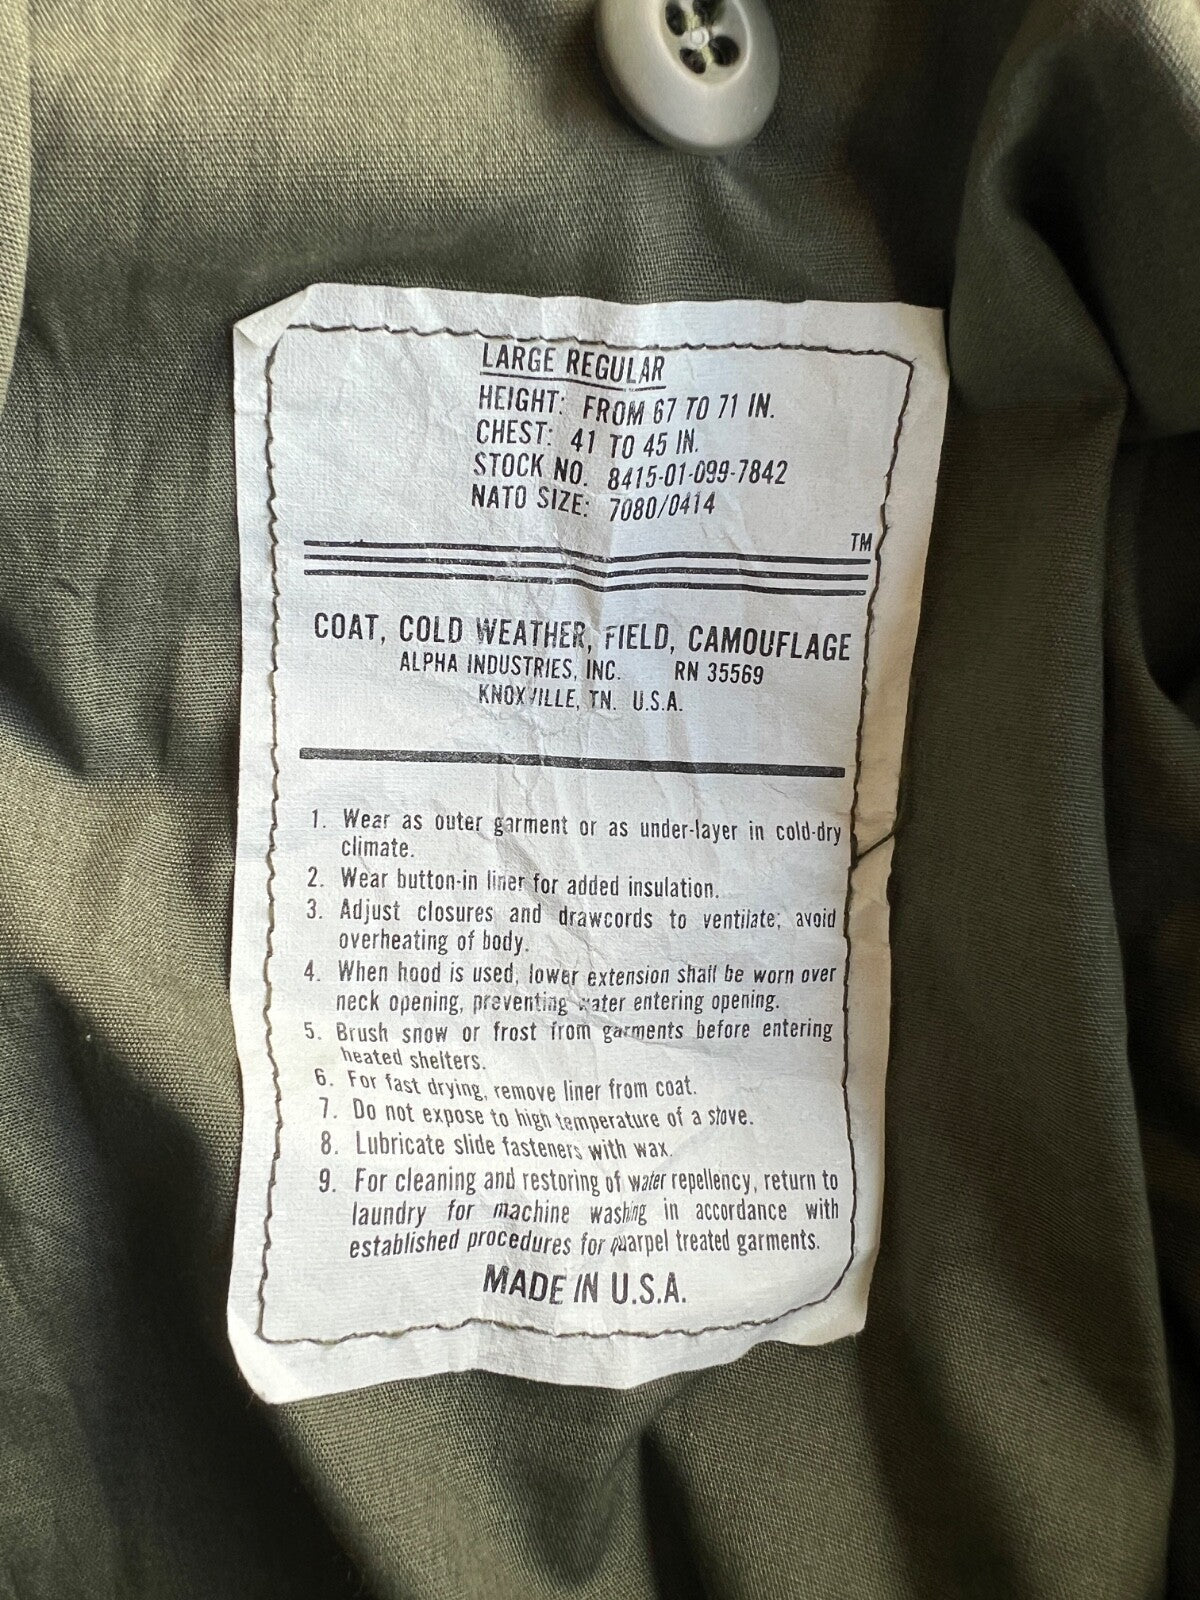 LARGE REGULAR
HEIGHT: FROM 67 TO 71 IN.
CHEST: 41 TO 45 IN.
STOCK NO. 8415-01-099-7842
NATO SIZE: 7080/0414
TM
COAT, COLD WEATHER, FIELD, CAMOUFLAGE
ALPHA INDUSTRIES, INC. RN 35569
KNOXVILLE, TN. U.S.A.
1. Wear as outer garment or as under-layer in cold-dry
climate.
2. Wear button-in liner for added insulation.
3. Adjust closures and drawcords to ventilate; avoid
overheating of body.
4. When hood is used, lower extension shall be worn over
neck opening, preventing water entering opening.
5. Brush snow or frost from garments before entering
heated shelters.
6. For fast drying, remove liner from coat.
7. Do not expose to high temperature of a stove.
8. Lubricate slide fasteners with wax.
9. For cleaning and restoring of water repellency, return to
laundry for machine washing in accordance with
established procedures for quarpel treated garments.
MADE IN U.S.A.